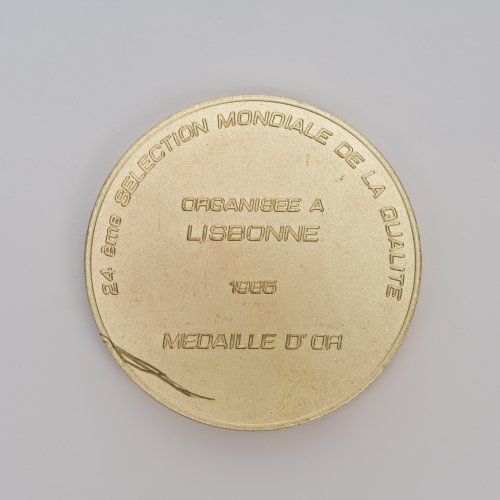 24 ème SELECTION MONDIALE DE LA QUALITE
ORGANISEE A
LISBONNE
1985
MEDAILLE D'OR